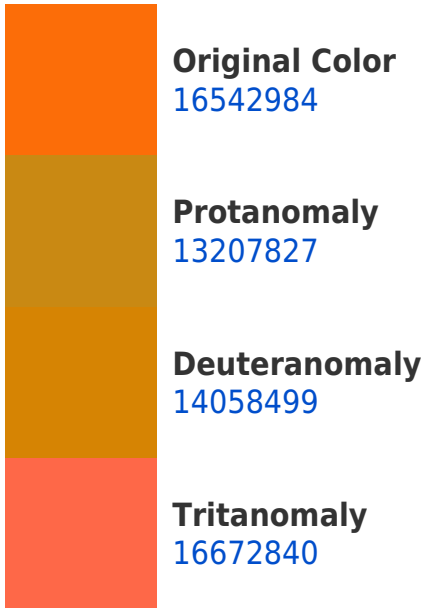 Original Color
16542984
Protanomaly
13207827
Deuteranomaly
14058499
Tritanomaly
16672840